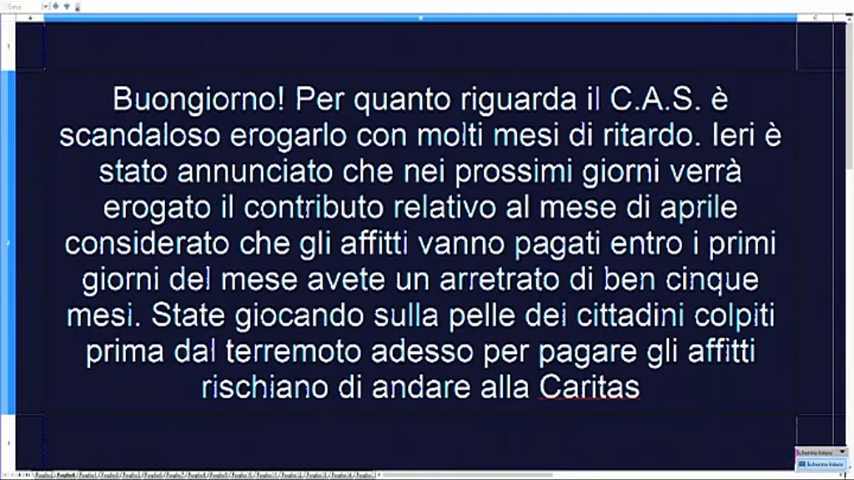 Buongiorno! Per quanto riguarda il C.A.S. è
scandaloso erogarlo con molti mesi di ritardo. Ieri è
stato annunciato che nei prossimi giorni verrà
erogato il contributo relativo al mese di aprile
considerato che gli affitti vanno pagati entro i primi
giorni del mese avete un arretrato di ben cinque
mesi. State giocando sulla pelle dei cittadini colpiti
prima dal terremoto adesso per pagare gli affitti
rischiano di andare alla Caritas